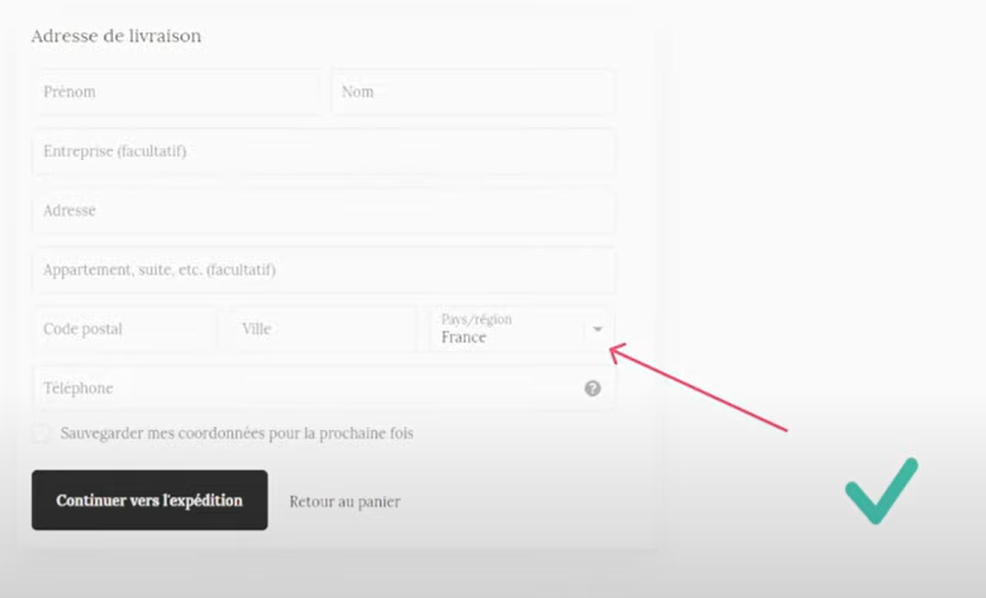 Adresse de livraison
Prénom
Nom
Entreprise (facultatif)
Adresse
Appartement, suite, etc. (facultatif)
Code postal
Ville
Pays/région
France
Téléphone
?
Sauvegarder mes coordonnées pour la prochaine fois
Continuer vers l'expédition
Retour au panier